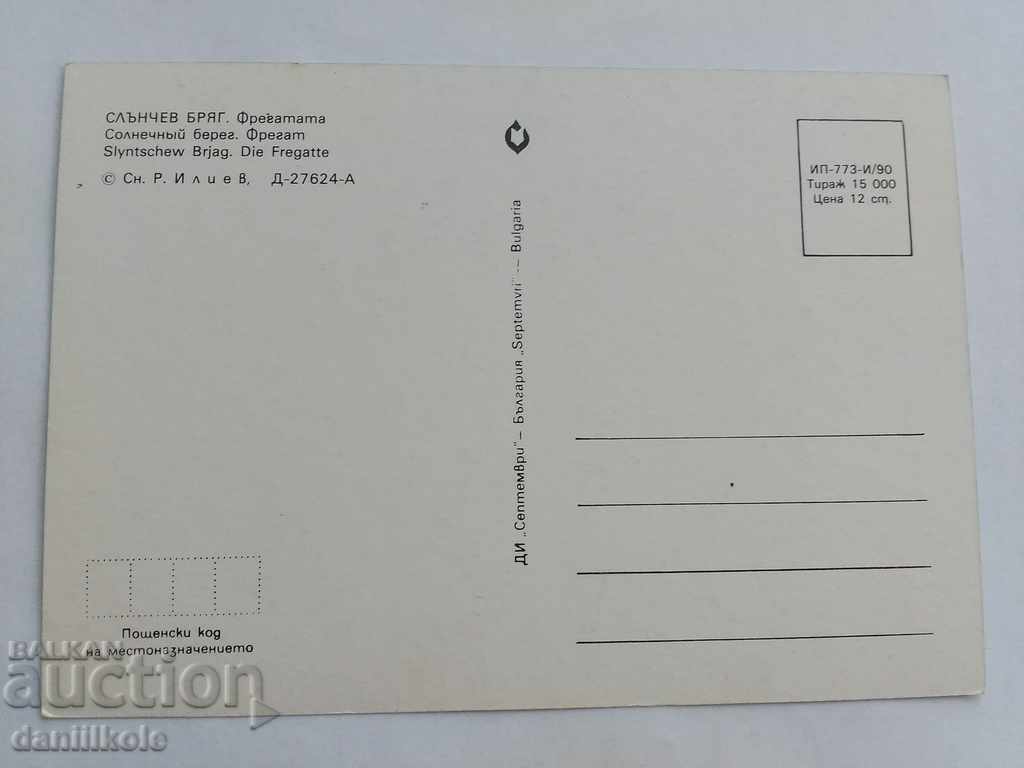 СЛЪНЧЕВ БРЯГ. Фрегатата
Солнечный берег. Фрегат
Slyntschew Brjag. Die Fregatte
© Сн. Р. Илиев, Д-27624-А
ДИ „Септември“ – България „Septemvri“ -– Bulgaria
ИП-773-И/90
Тираж 15 000
Цена 12 ст.
Пощенски код
на местоназначението
BALKAN
auction
daniilkole